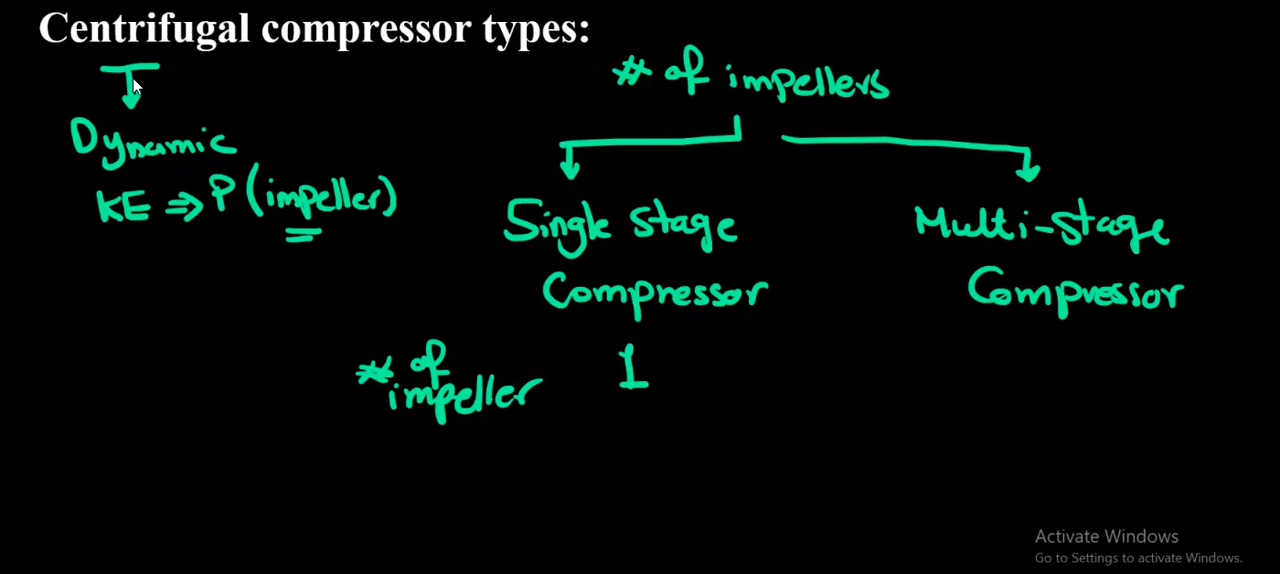 Centrifugal compressor types:
# of impellers
Dynamic
KE ⇒ P (impeller)
Single stage
Compressor
Multi-stage
Compressor
# of
impeller
1
Activate Windows
Go to Settings to activate Windows.